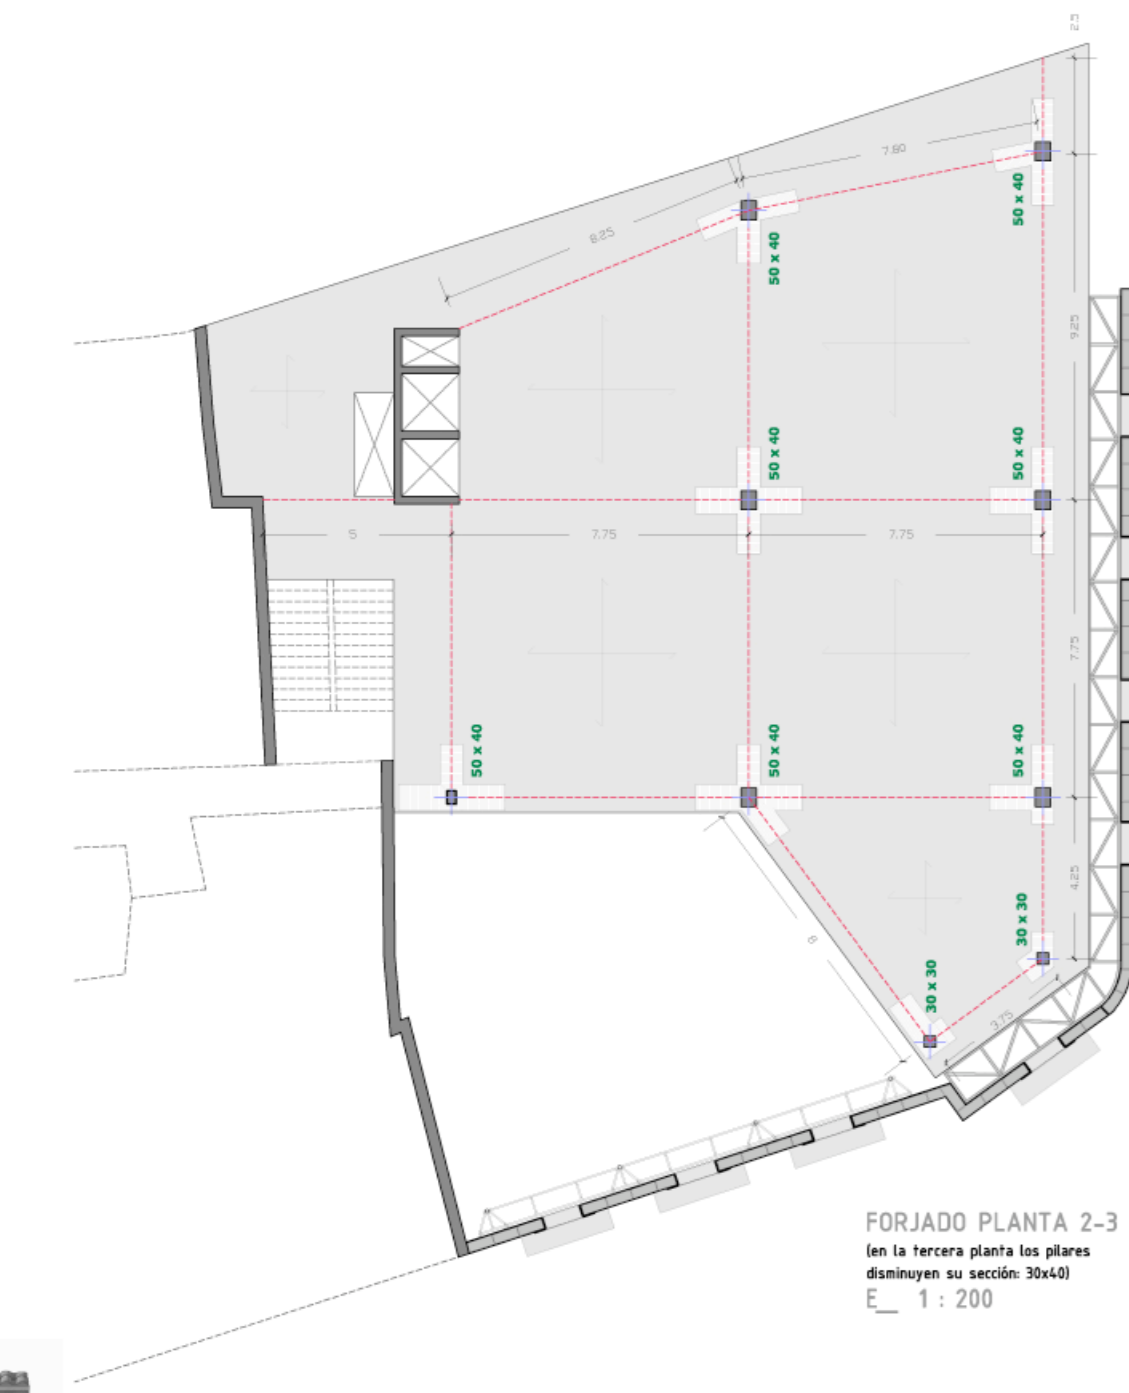 2.5
7.80
50 x 40
8.25
50 x 40
9.25
50 x 40
50 x 40
5
7.75
7.75
7.75
50 x 40
50 x 40
50 x 40
4.25
30 x 30
8
30 x 30
3.75
FORJADO PLANTA 2-3
(en la tercera planta los pilares
disminuyen su sección: 30x40)
E__ 1 : 200